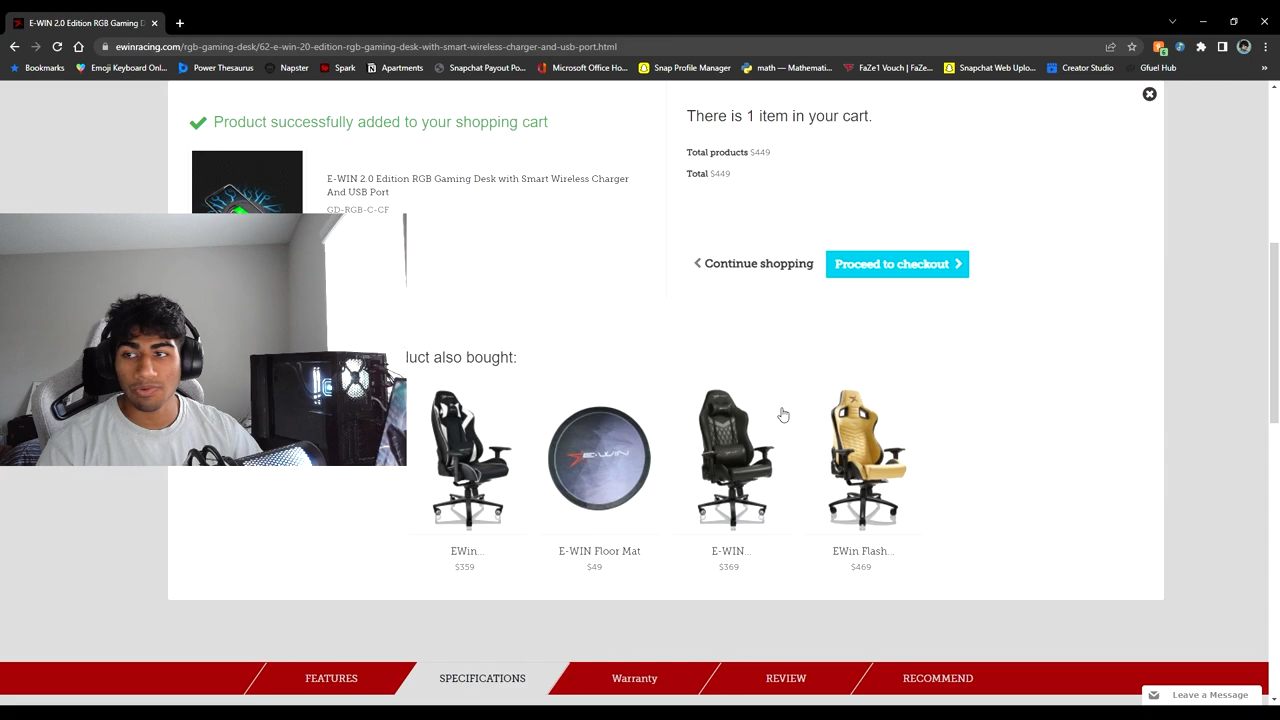 E-WIN 2.0 Edition RGB Gaming D
ewinracing.com/rgb-gaming-desk/62-e-win-20-edition-rgb-gaming-desk-with-smart-wireless-charger-and-usb-port.html
6
Bookmarks
Emoji Keyboard Onl...
Power Thesaurus
Napster
Spark
Apartments
Snapchat Payout Po...
Microsoft Office Ho...
Snap Profile Manager
math — Mathemati...
FaZe1 Vouch | FaZe...
Snapchat Web Uplo...
Creator Studio
Gfuel Hub
»
Product successfully added to your shopping cart
E-WIN 2.0 Edition RGB Gaming Desk with Smart Wireless Charger
And USB Port
GD-RGB-C-CF
There is 1 item in your cart.
Total products $449
Total $449
Continue shopping
Proceed to checkout
luct also bought:
E-WIN
EWin...
$359
E-WIN Floor Mat
$49
E-WIN...
$369
EWin Flash...
$469
FEATURES
SPECIFICATIONS
Warranty
REVIEW
RECOMMEND
Leave a Message